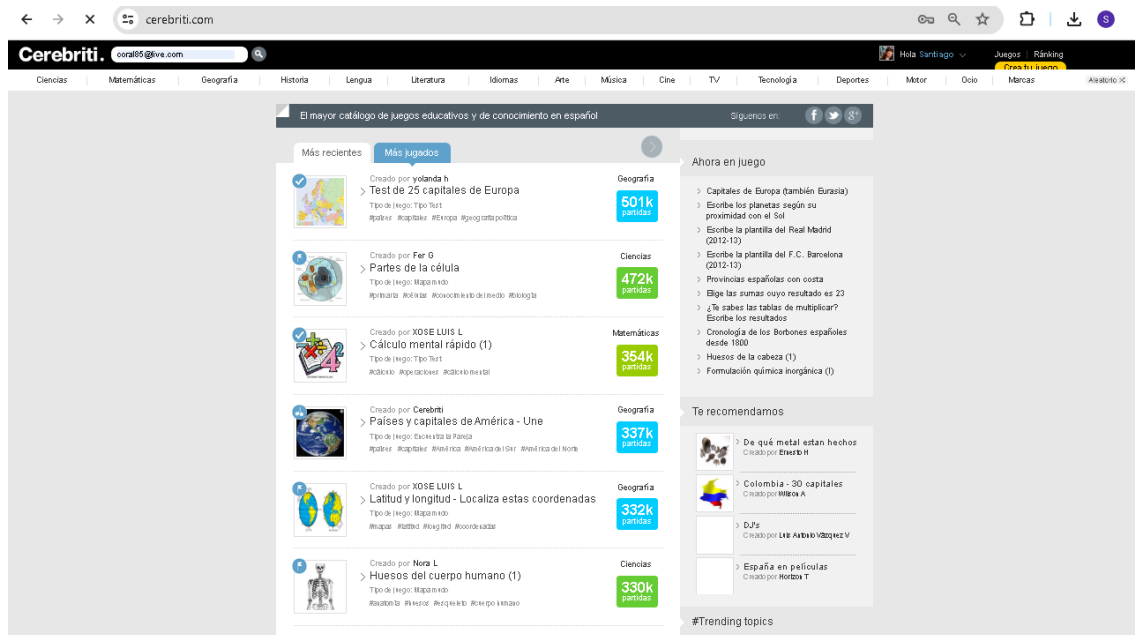 cerebriti.com
S
Cerebriti.
coral85@live.com
Hola Santiago
Juegos
Ránking
Crea tu juego
Ciencias
Matemáticas
Geografía
Historia
Lengua
Literatura
Idiomas
Arte
Música
Cine
TV
Tecnología
Deportes
Motor
Ocio
Marcas
Aleatorio
El mayor catálogo de juegos educativos y de conocimiento en español
Síguenos en:
Más recientes
Más jugados
Creado por yolanda h
Test de 25 capitales de Europa
Tipo de juego: Tipo Test
#países #capitales #Europa #geografía política
Geografía
501k
partidas
Creado por Fer G
Partes de la célula
Tipo de juego: Mapa mudo
#primaria #células #conocimiento del medio #biología
Ciencias
472k
partidas
Creado por XOSE LUIS L
Cálculo mental rápido (1)
Tipo de juego: Tipo Test
#cálculo #operaciones #cálculo mental
Matemáticas
354k
partidas
Creado por Cerebriti
Países y capitales de América - Une
Tipo de juego: Encuentra la Pareja
#países #capitales #América #América del Sur #América del Norte
Geografía
337k
partidas
Creado por XOSE LUIS L
Latitud y longitud - Localiza estas coordenadas
Tipo de juego: Mapa mudo
#mapas #latitud #longitud #coordenadas
Geografía
332k
partidas
Creado por Nora L
Huesos del cuerpo humano (1)
Tipo de juego: Mapa mudo
#anatomía #huesos #esqueleto #cuerpo humano
Ciencias
330k
partidas
Ahora en juego
Capitales de Europa (también Eurasia)
Escribe los planetas según su
proximidad con el Sol
Escribe la plantilla del Real Madrid
(2012-13)
Escribe la plantilla del F.C. Barcelona
(2012-13)
Provincias españolas con costa
Elige las sumas cuyo resultado es 23
¿Te sabes las tablas de multiplicar?
Escribe los resultados
Cronología de los Borbones españoles
desde 1800
Huesos de la cabeza (1)
Formulación química inorgánica (I)
Te recomendamos
De qué metal estan hechos
Creado por Ernesto H
Colombia - 30 capitales
Creado por Wilson A
DJ's
Creado por Luis Antonio Vázquez V
España en películas
Creado por Horizon T
#Trending topics